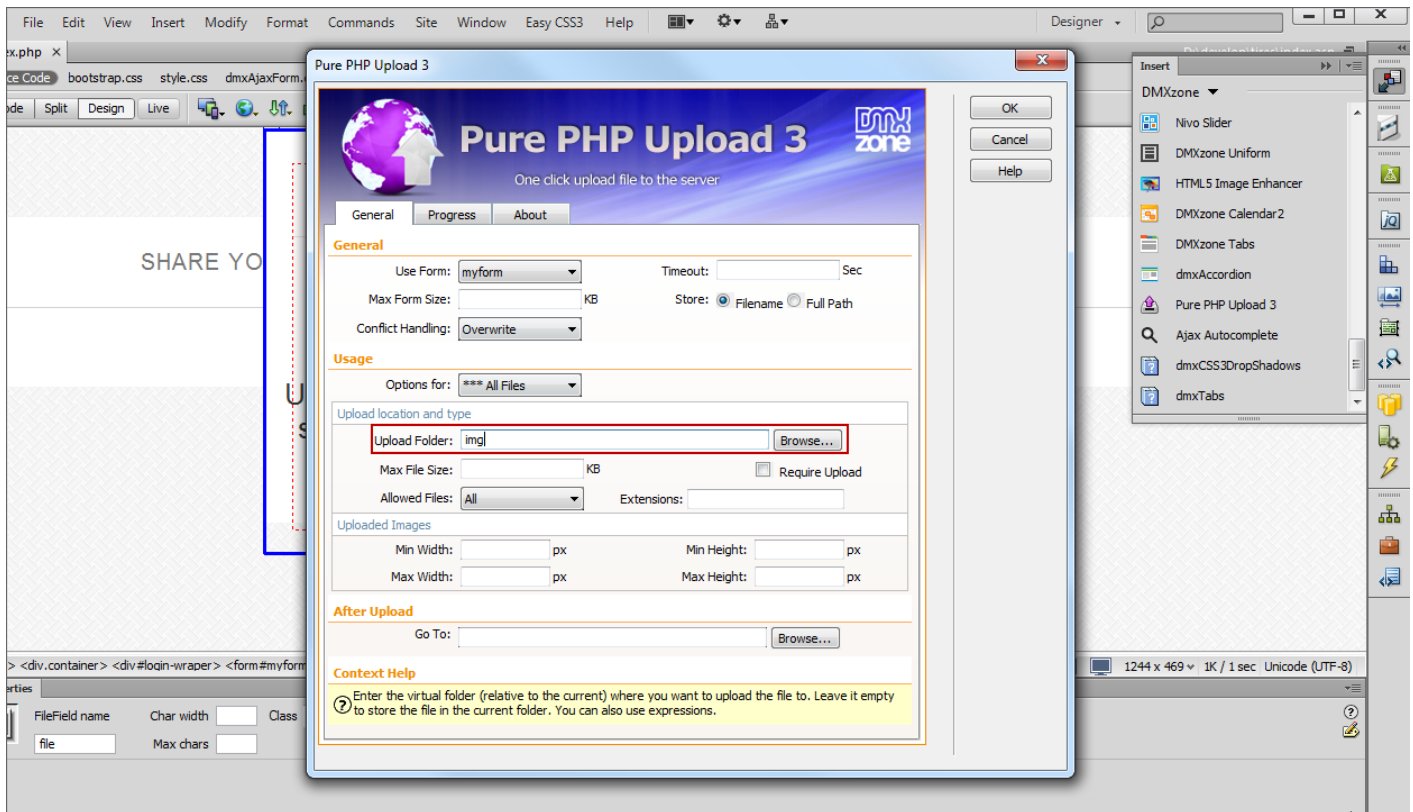 File Edit View Insert Modify Format Commands Site Window Easy CSS3 Help Designer
ex.php ×
D:\develop\tires\index.asp
ce Code bootstrap.css style.css dmxAjaxForm.
ode Split Design Live
SHARE YO
U
S
Pure PHP Upload 3
Pure PHP Upload 3
DMX zone
One click upload file to the server
OK
Cancel
Help
General Progress About
General
Use Form: myform Timeout: Sec
Max Form Size: KB Store: Filename Full Path
Conflict Handling: Overwrite
Usage
Options for: *** All Files
Upload location and type
Upload Folder: img Browse...
Max File Size: KB Require Upload
Allowed Files: All Extensions:
Uploaded Images
Min Width: px Min Height: px
Max Width: px Max Height: px
After Upload
Go To: Browse...
Context Help
Enter the virtual folder (relative to the current) where you want to upload the file to. Leave it empty
to store the file in the current folder. You can also use expressions.
Insert
DMXzone
Nivo Slider
DMXzone Uniform
HTML5 Image Enhancer
DMXzone Calendar2
DMXzone Tabs
dmxAccordion
Pure PHP Upload 3
Ajax Autocomplete
dmxCSS3DropShadows
dmxTabs
> <div.container> <div#login-wraper> <form#myform
1244 x 469 1K / 1 sec Unicode (UTF-8)
erties
FileField name Char width Class
file Max chars